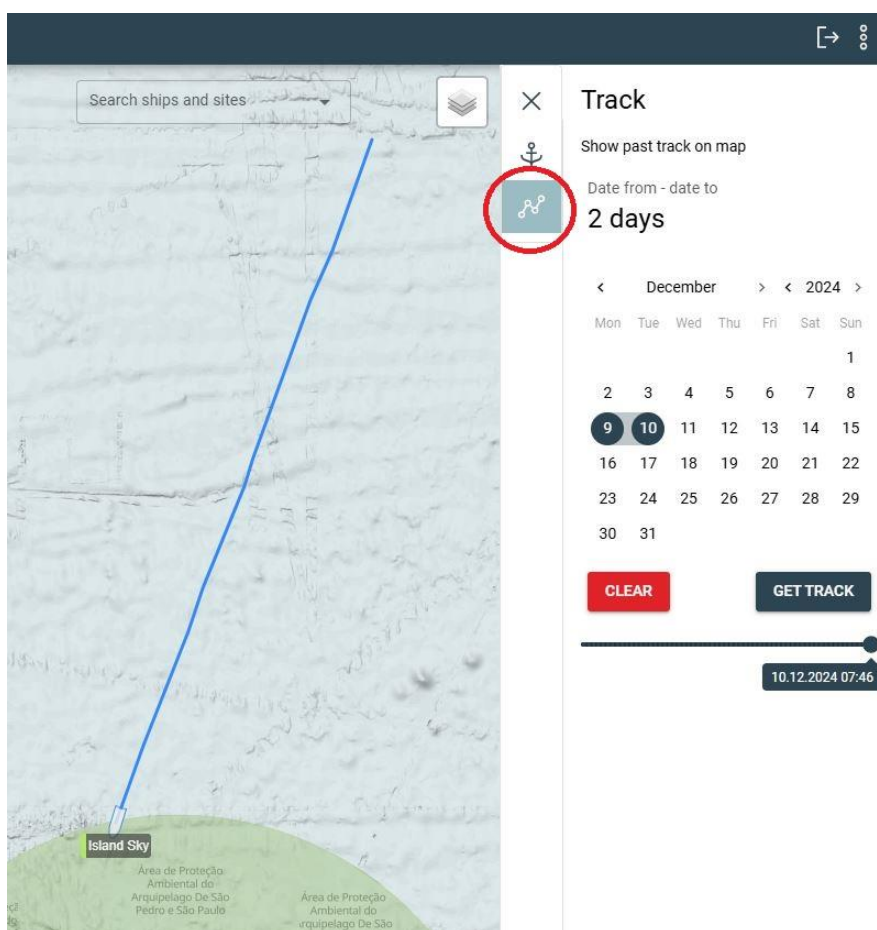 Search ships and sites
Track
Show past track on map
Date from - date to
2 days
December 2024
Mon Tue Wed Thu Fri Sat Sun
1
2 3 4 5 6 7 8
9 10 11 12 13 14 15
16 17 18 19 20 21 22
23 24 25 26 27 28 29
30 31
CLEAR GET TRACK
10.12.2024 07:46
Island Sky
Área de Proteção
Ambiental do
Arquipelago De São
Pedro e São Paulo
Área de Proteção
Ambiental do
rquipelago De São